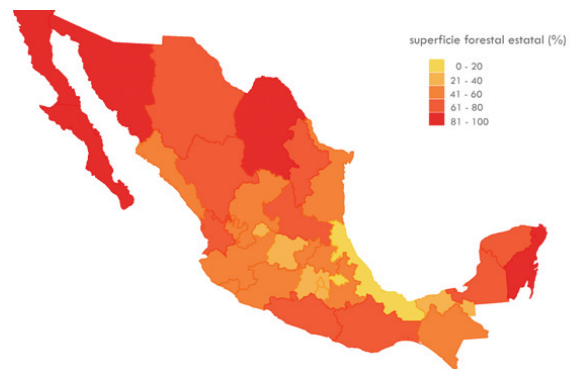 superficie forestal estatal (%)
0 - 20
21 - 40
41 - 60
61 - 80
81 - 100